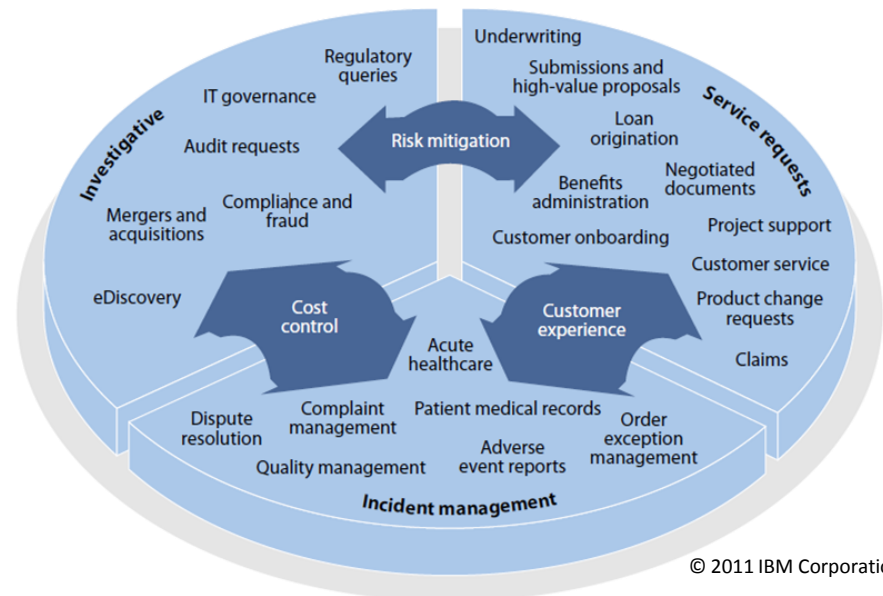 Regulatory
queries
IT governance
Audit requests
Investigative
Compliance and
fraud
Mergers and
acquisitions
eDiscovery
Risk mitigation
Underwriting
Submissions and
high-value proposals
Service requests
Loan
origination
Negotiated
documents
Benefits
administration
Project support
Customer onboarding
Customer service
Product change
requests
Claims
Cost
control
Customer
experience
Acute
healthcare
Dispute
resolution
Complaint
management
Patient medical records
Order
exception
management
Quality management
Adverse
event reports
Incident management
© 2011 IBM Corporatio